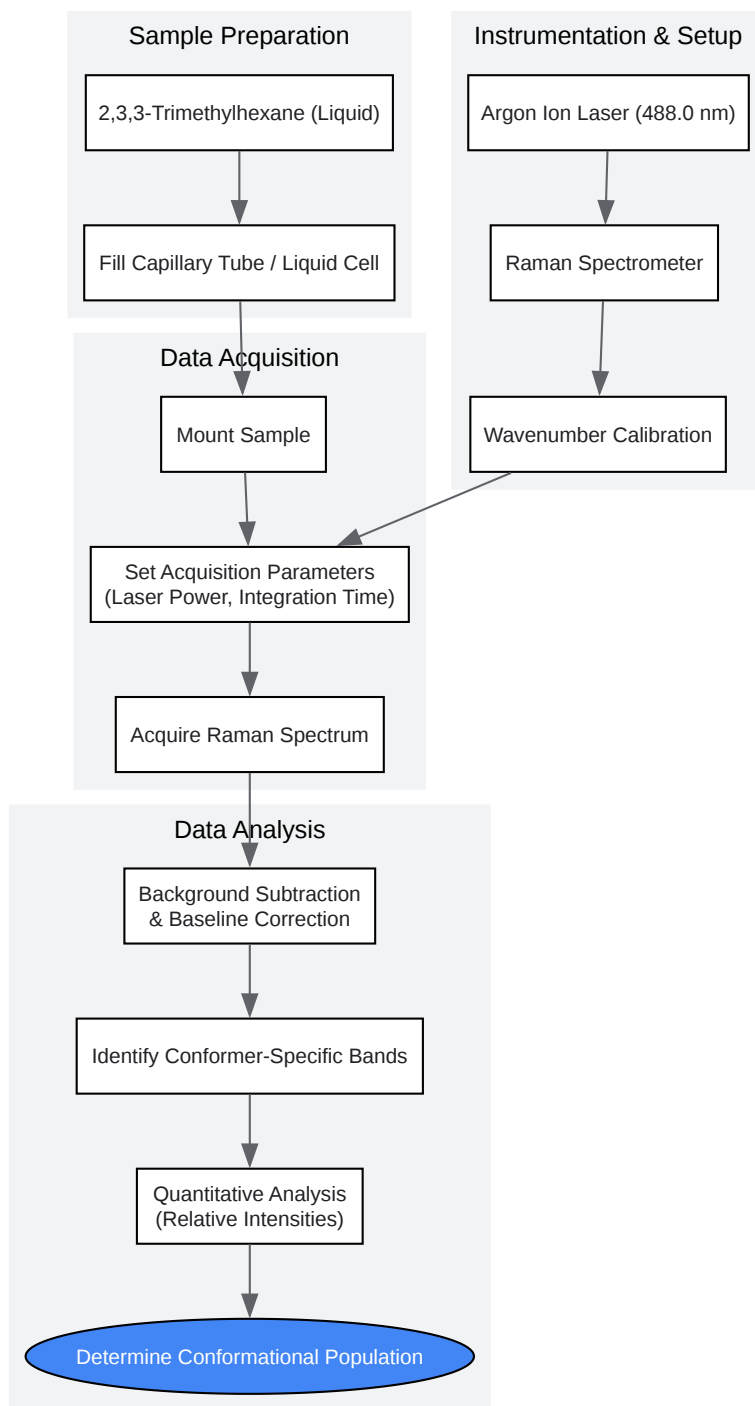 Sample Preparation
2,3,3-Trimethylhexane (Liquid)
Fill Capillary Tube / Liquid Cell
Instrumentation & Setup
Argon Ion Laser (488.0 nm)
Raman Spectrometer
Wavenumber Calibration
Data Acquisition
Mount Sample
Set Acquisition Parameters
(Laser Power, Integration Time)
Acquire Raman Spectrum
Data Analysis
Background Subtraction
& Baseline Correction
Identify Conformer-Specific Bands
Quantitative Analysis
(Relative Intensities)
Determine Conformational Population